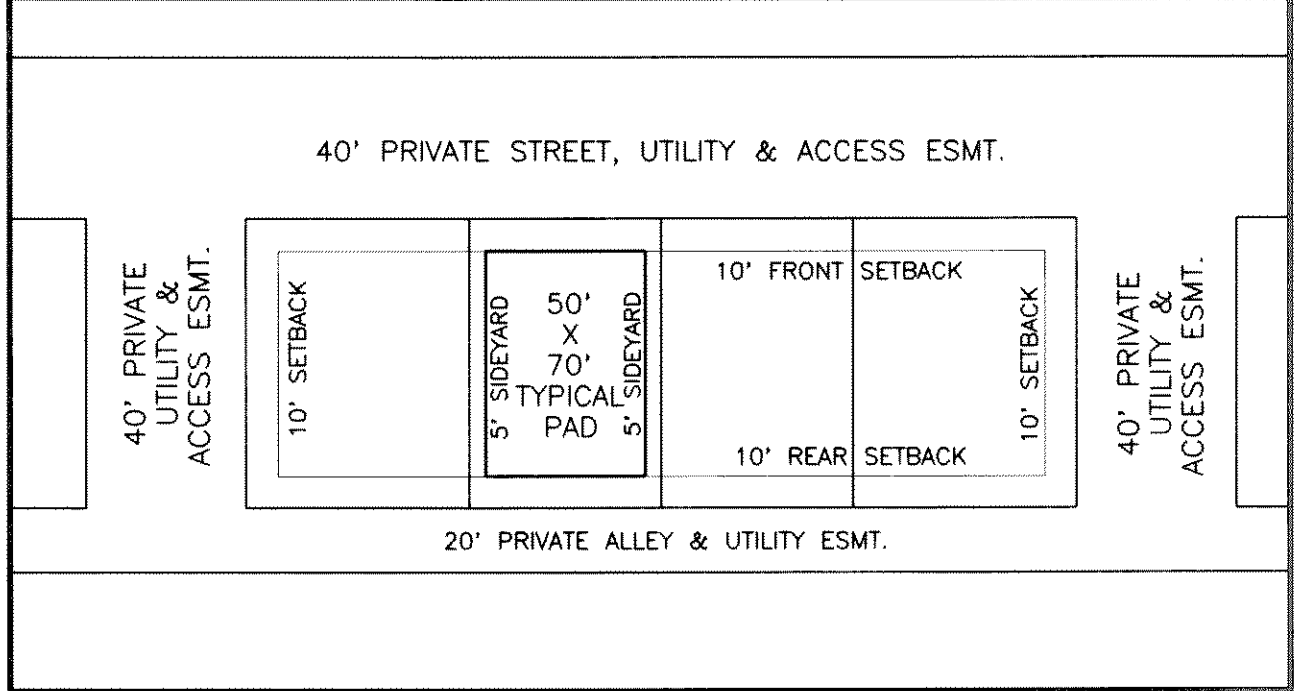 40' PRIVATE STREET, UTILITY & ACCESS ESMT.
40' PRIVATE
UTILITY &
ACCESS ESMT.
10' SETBACK
5' SIDEYARD
50'
X
70'
TYPICAL
PAD
5' SIDEYARD
10' FRONT SETBACK
10' REAR SETBACK
10' SETBACK
40' PRIVATE
UTILITY &
ACCESS ESMT.
20' PRIVATE ALLEY & UTILITY ESMT.